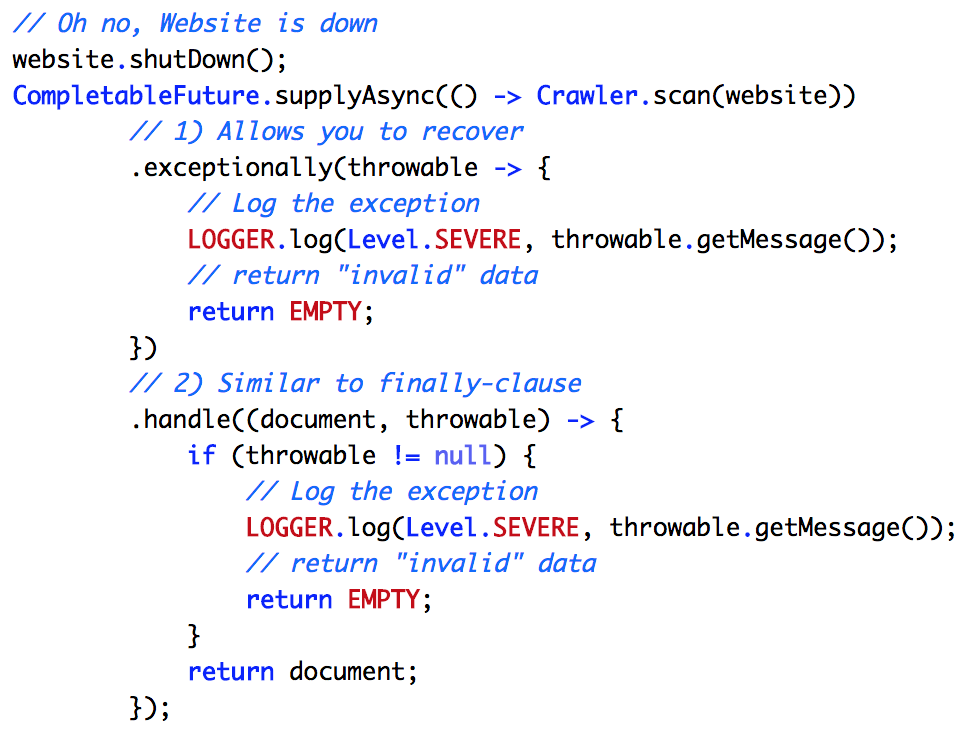 // Oh no, Website is down
website.shutDown();
CompletableFuture.supplyAsync(() -> Crawler.scan(website))
        // 1) Allows you to recover
        .exceptionally(throwable -> {
            // Log the exception
            LOGGER.log(Level.SEVERE, throwable.getMessage());
            // return "invalid" data
            return EMPTY;
        })
        // 2) Similar to finally-clause
        .handle((document, throwable) -> {
            if (throwable != null) {
                // Log the exception
                LOGGER.log(Level.SEVERE, throwable.getMessage());
                // return "invalid" data
                return EMPTY;
            }
            return document;
        });